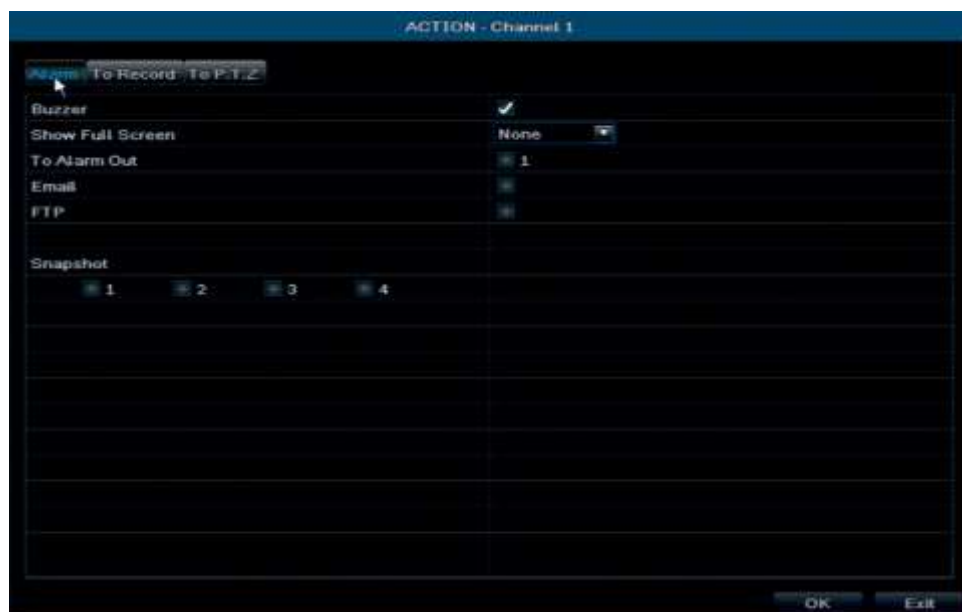 ACTION - Channel 1
Alarm To Record To P.T.Z
Buzzer
Show Full Screen None
To Alarm Out 1
Email
FTP
Snapshot
1 2 3 4
OK Exit